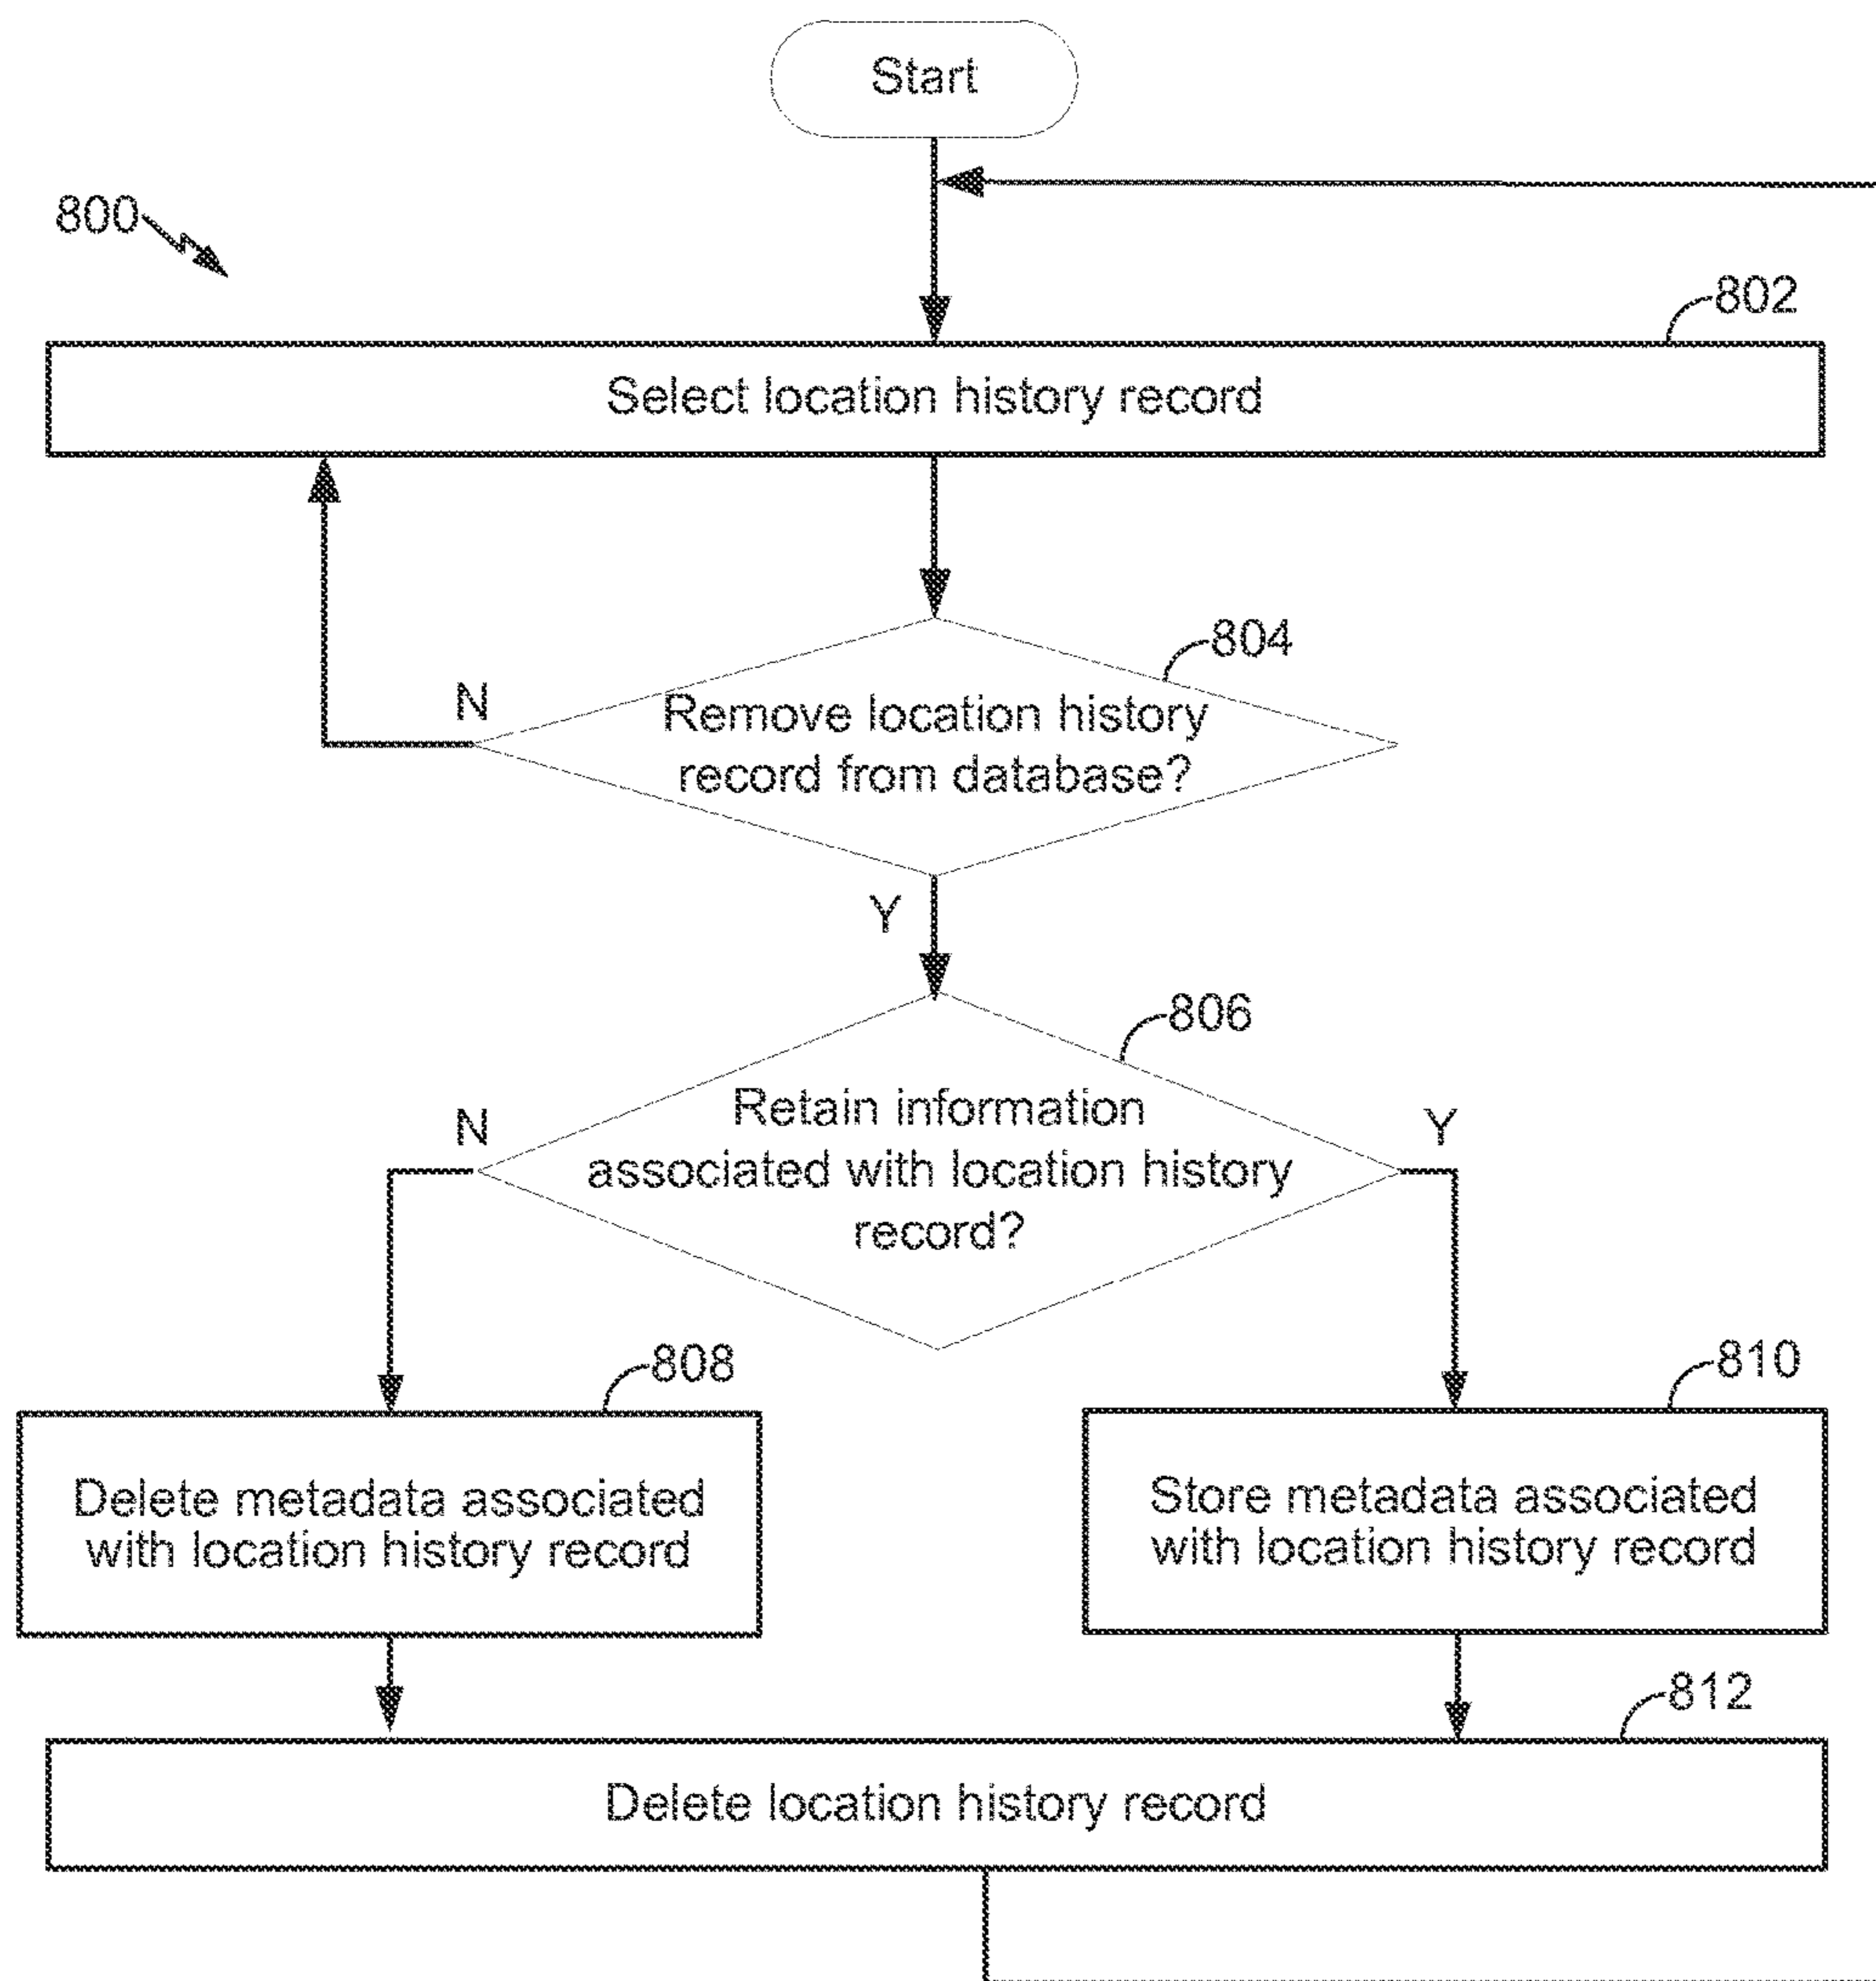 Start
800
802
Select location history record
804
N
Remove location history
record from database?
Y
806
Retain information
N
Y
associated with location history
record?
808
810
Delete metadata associated
with location history record
Store metadata associated
with location history record
812
Delete location history record